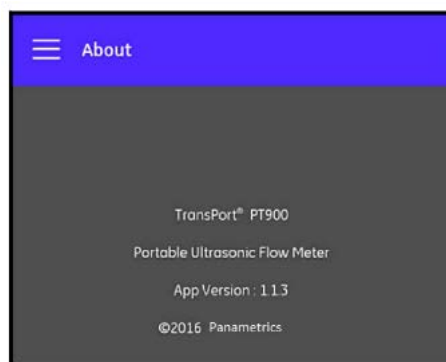 About
TransPort® PT900
Portable Ultrasonic Flow Meter
App Version : 1.1.3
©2016 Panametrics